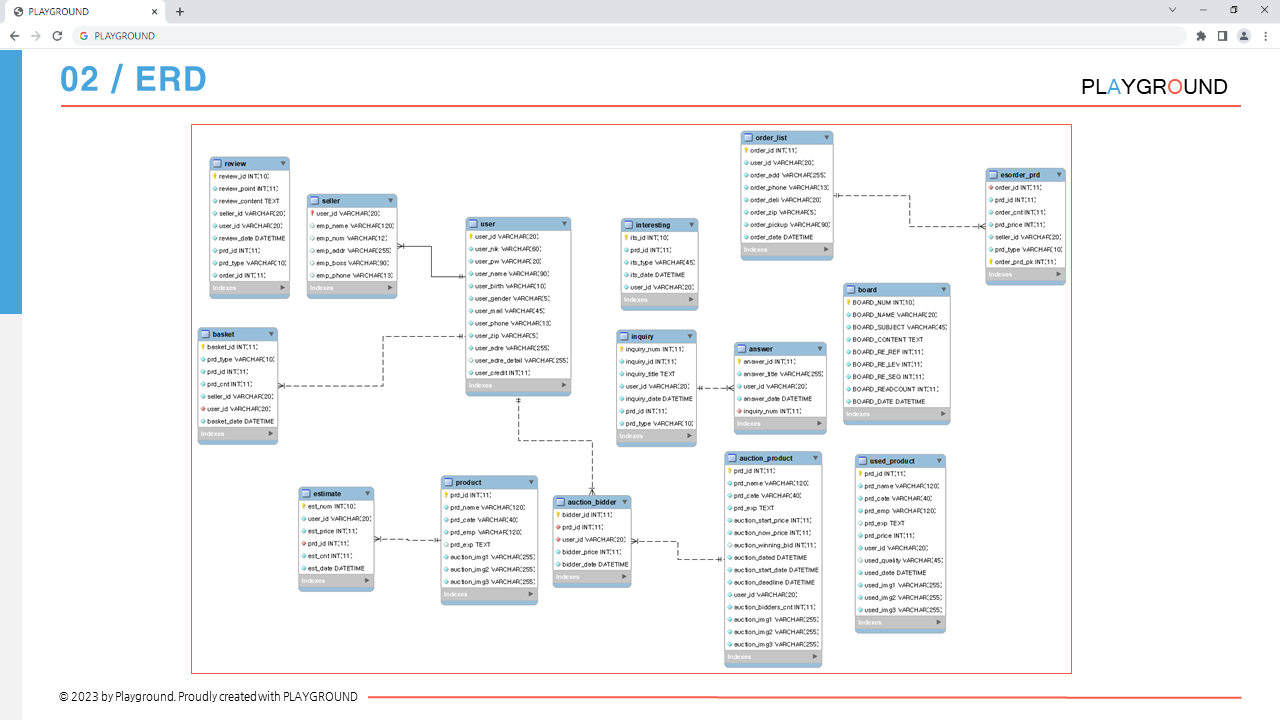 PLAYGROUND
PLAYGROUND
02 / ERD
PLAYGROUND
review
review_id INT(10)
review_point INT(11)
review_content TEXT
seller_id VARCHAR(20)
user_id VARCHAR(20)
review_date DATETIME
prd_id INT(11)
prd_type VARCHAR(10)
order_id INT(11)
Indexes
seller
user_id VARCHAR(20)
emp_name VARCHAR(120)
emp_num VARCHAR(12)
emp_addr VARCHAR(255)
emp_boss VARCHAR(90)
emp_phone VARCHAR(13)
Indexes
user
user_id VARCHAR(20)
user_nik VARCHAR(60)
user_pw VARCHAR(20)
user_name VARCHAR(90)
user_birth VARCHAR(10)
user_gender VARCHAR(5)
user_mail VARCHAR(45)
user_phone VARCHAR(13)
user_zip VARCHAR(5)
user_adre VARCHAR(255)
user_adre_detail VARCHAR(255)
user_credit INT(11)
Indexes
interesting
its_id INT(10)
prd_id INT(11)
its_type VARCHAR(45)
its_date DATETIME
user_id VARCHAR(20)
Indexes
order_list
order_id INT(11)
user_id VARCHAR(20)
order_add VARCHAR(255)
order_phone VARCHAR(13)
order_deli VARCHAR(20)
order_zip VARCHAR(5)
order_pickup VARCHAR(90)
order_date DATETIME
Indexes
esorder_prd
order_id INT(11)
prd_id INT(11)
order_cnt INT(11)
prd_price INT(11)
seller_id VARCHAR(20)
prd_type VARCHAR(10)
order_prd_pk INT(11)
Indexes
basket
basket_id INT(11)
prd_type VARCHAR(10)
prd_id INT(11)
prd_cnt INT(11)
seller_id VARCHAR(20)
user_id VARCHAR(20)
basket_date DATETIME
Indexes
inquiry
inquiry_num INT(11)
inquiry_id INT(11)
inquiry_title TEXT
user_id VARCHAR(20)
inquiry_date DATETIME
prd_id INT(11)
prd_type VARCHAR(10)
Indexes
answer
answer_id INT(11)
answer_title VARCHAR(255)
user_id VARCHAR(20)
answer_date DATETIME
inquiry_num INT(11)
Indexes
board
BOARD_NUM INT(10)
BOARD_NAME VARCHAR(20)
BOARD_SUBJECT VARCHAR(45)
BOARD_CONTENT TEXT
BOARD_RE_REF INT(11)
BOARD_RE_LEV INT(11)
BOARD_RE_SEQ INT(11)
BOARD_READCOUNT INT(11)
BOARD_DATE DATETIME
Indexes
estimate
est_num INT(10)
user_id VARCHAR(20)
est_price INT(11)
prd_id INT(11)
est_cnt INT(11)
est_date DATETIME
Indexes
product
prd_id INT(11)
prd_name VARCHAR(120)
prd_cate VARCHAR(40)
prd_emp VARCHAR(120)
prd_exp TEXT
auction_img1 VARCHAR(255)
auction_img2 VARCHAR(255)
auction_img3 VARCHAR(255)
Indexes
auction_bidder
bidder_id INT(11)
prd_id INT(11)
user_id VARCHAR(20)
bidder_price INT(11)
bidder_date DATETIME
Indexes
auction_product
prd_id INT(11)
prd_name VARCHAR(120)
prd_cate VARCHAR(40)
prd_exp TEXT
auction_start_price INT(11)
auction_now_price INT(11)
auction_winning_bid INT(11)
auction_dated DATETIME
auction_start_date DATETIME
auction_deadline DATETIME
user_id VARCHAR(20)
auction_bidders_cnt INT(11)
auction_img1 VARCHAR(255)
auction_img2 VARCHAR(255)
auction_img3 VARCHAR(255)
Indexes
used_product
prd_id INT(11)
prd_name VARCHAR(120)
prd_cate VARCHAR(40)
prd_emp VARCHAR(120)
prd_exp TEXT
prd_price INT(11)
user_id VARCHAR(20)
used_quality VARCHAR(45)
used_date DATETIME
used_img1 VARCHAR(255)
used_img2 VARCHAR(255)
used_img3 VARCHAR(255)
Indexes
© 2023 by Playground. Proudly created with PLAYGROUND